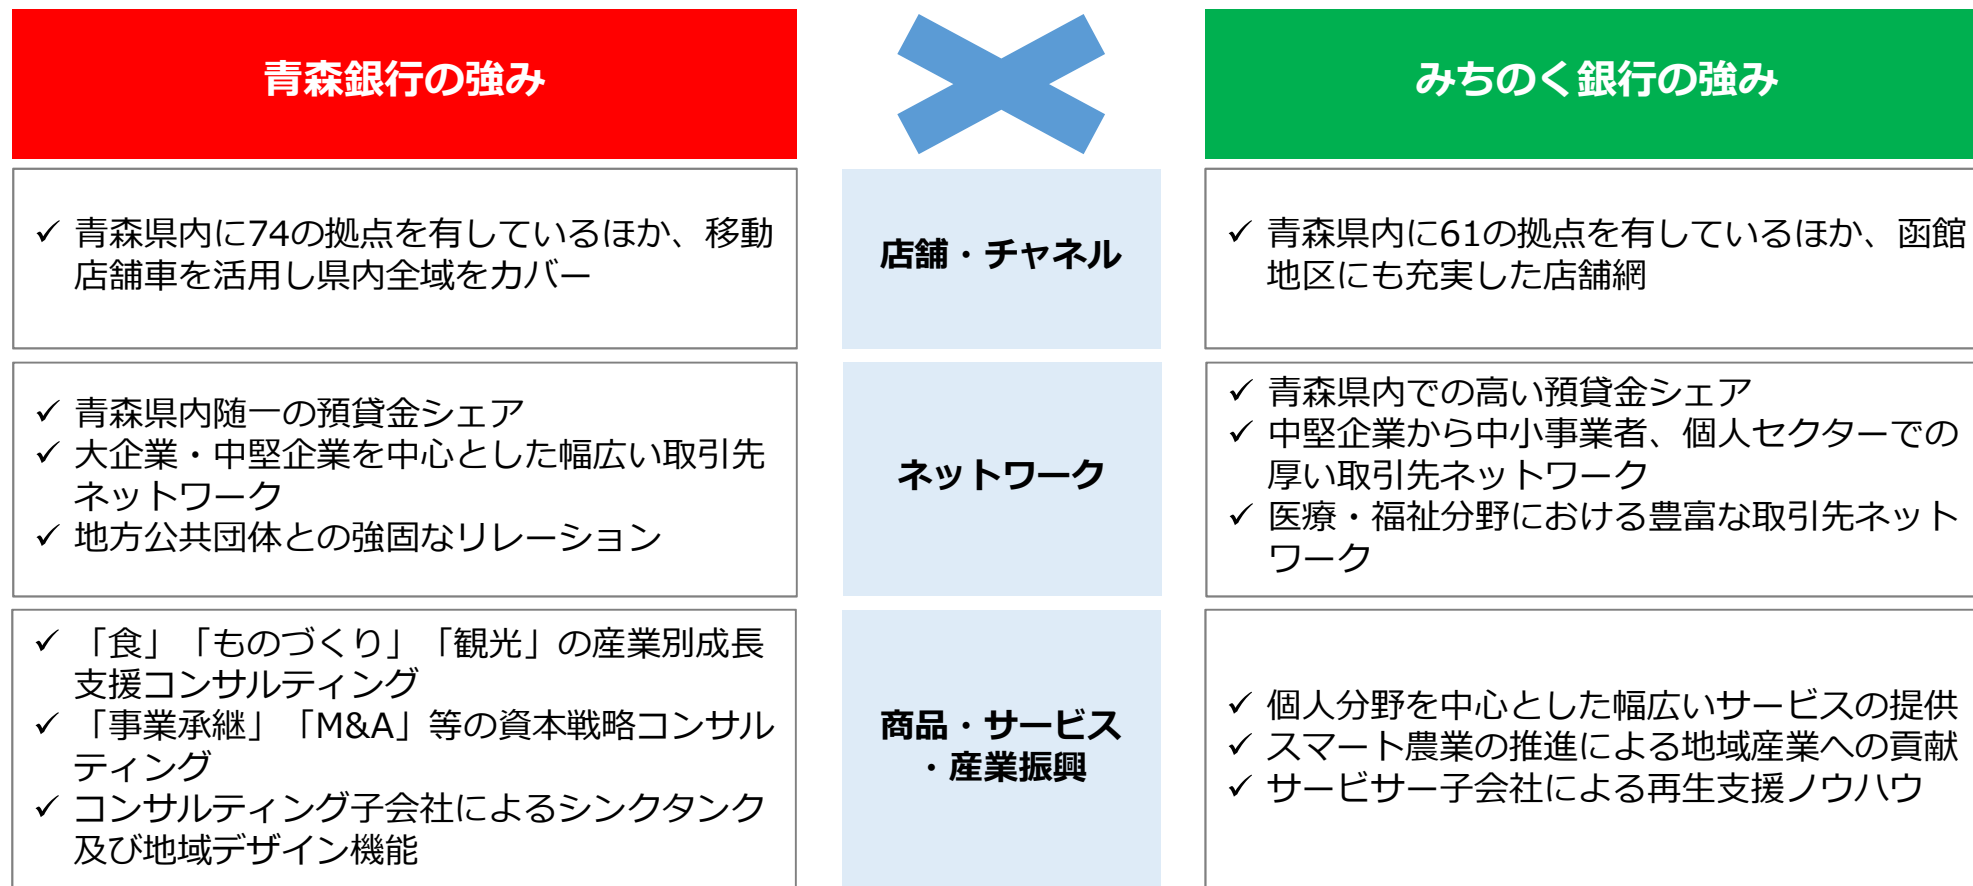 青森銀行の強み
みちのく銀行の強み
✓ 青森県内に74の拠点を有しているほか、移動
店舗車を活用し県内全域をカバー
店舗・チャネル
✓ 青森県内に61の拠点を有しているほか、函館
地区にも充実した店舗網
✓ 青森県内随一の預貸金シェア
✓ 大企業・中堅企業を中心とした幅広い取引先
ネットワーク
✓ 地方公共団体との強固なリレーション
ネットワーク
✓ 青森県内での高い預貸金シェア
✓ 中堅企業から中小事業者、個人セクターでの
厚い取引先ネットワーク
✓ 医療・福祉分野における豊富な取引先ネット
ワーク
✓ 「食」「ものづくり」「観光」の産業別成長
支援コンサルティング
✓ 「事業承継」「M&A」等の資本戦略コンサル
ティング
✓ コンサルティング子会社によるシンクタンク
及び地域デザイン機能
商品・サービス
・産業振興
✓ 個人分野を中心とした幅広いサービスの提供
✓ スマート農業の推進による地域産業への貢献
✓ サービサー子会社による再生支援ノウハウ